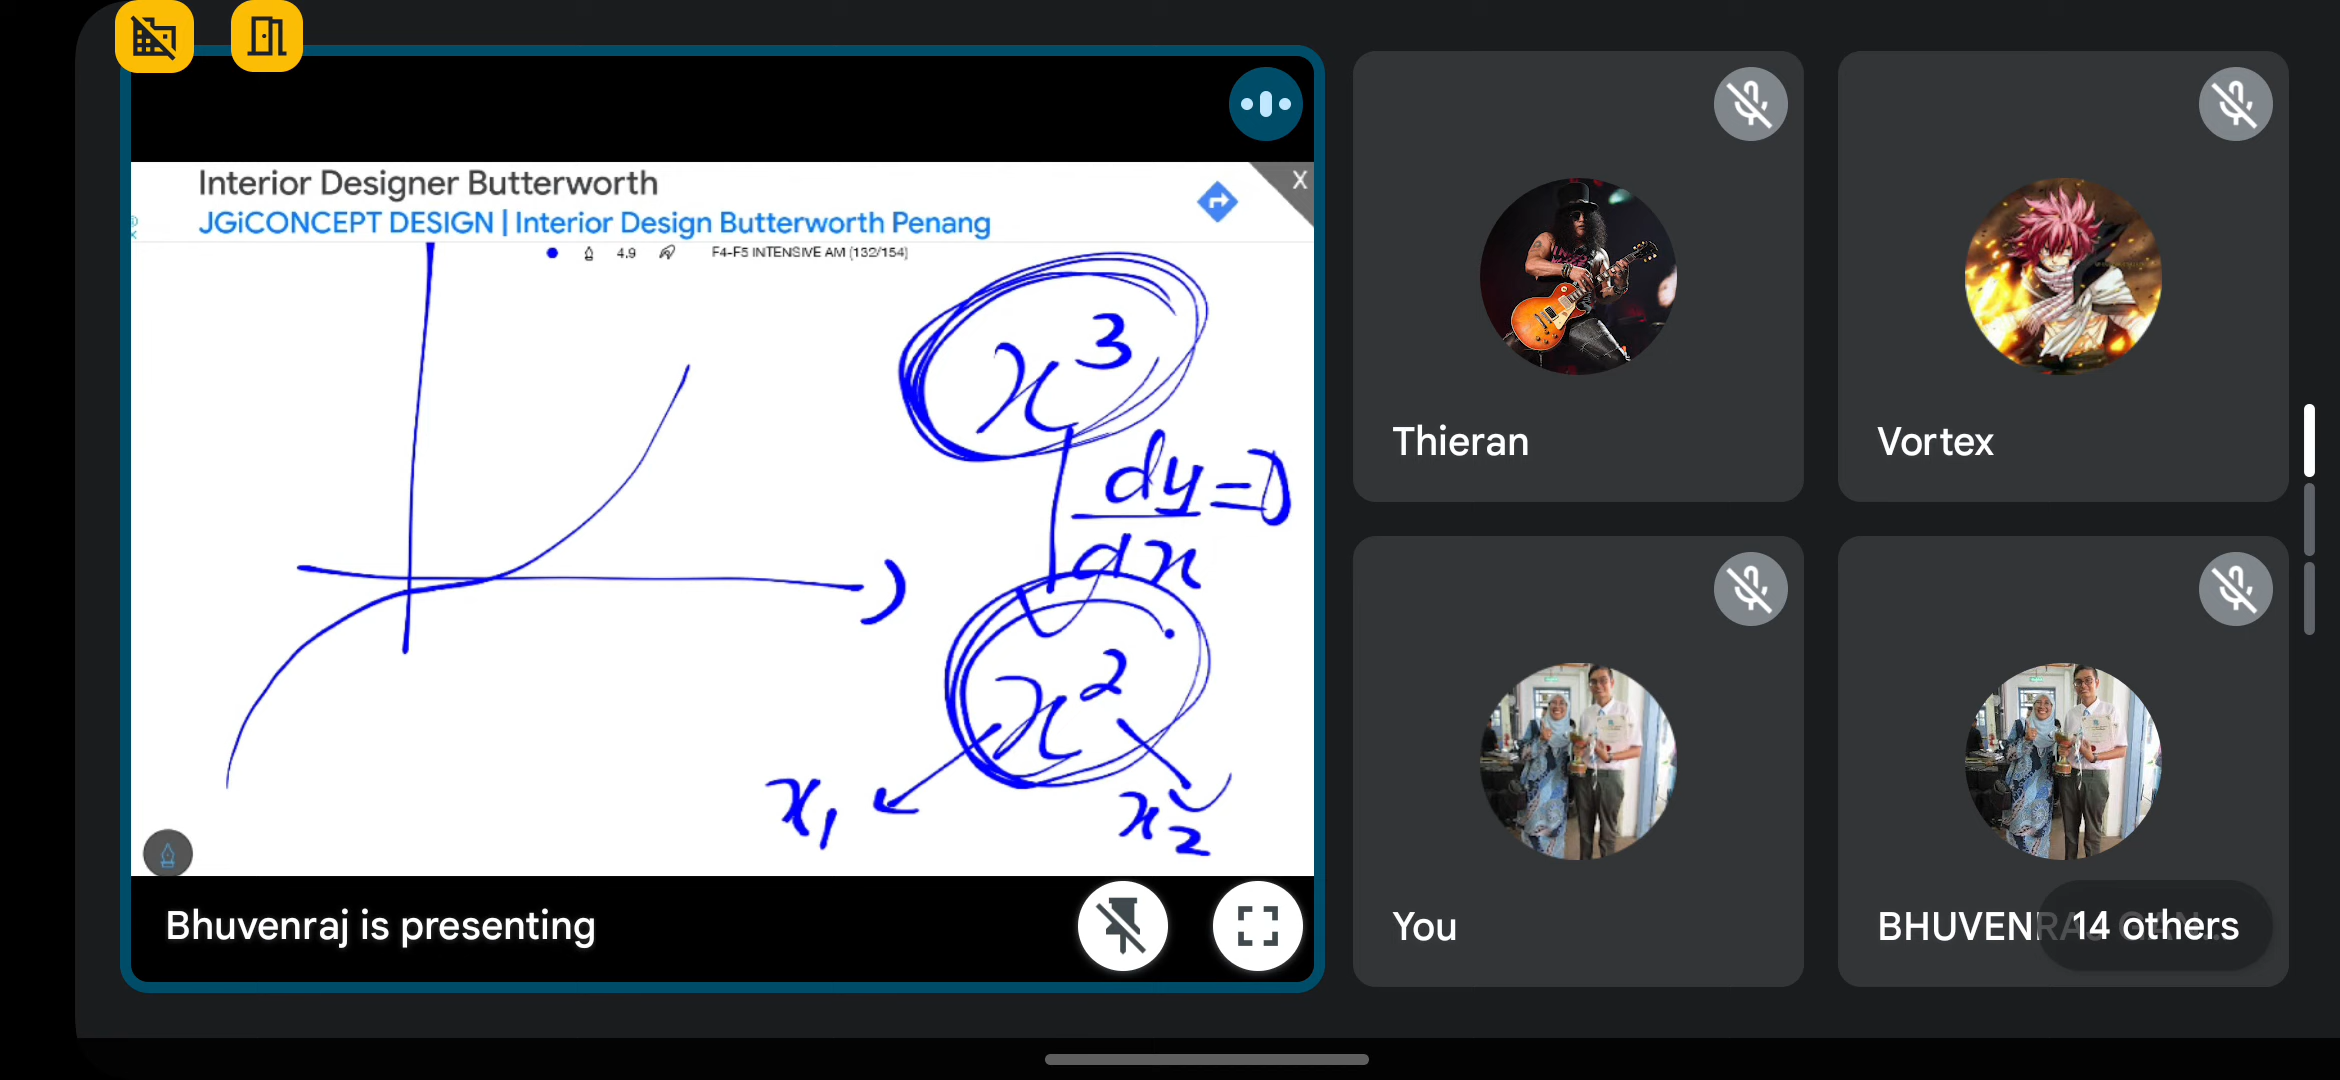 Interior Designer Butterworth
X
JGiCONCEPT DESIGN | Interior Design Butterworth Penang
4.9 F4-F5 INTENSIVE AM (132/154)
x³
dy = 0
dx
x²
x₁ x₂
Thieran
Vortex
Bhuvenraj is presenting
You
BHUVENRAJ
14 others